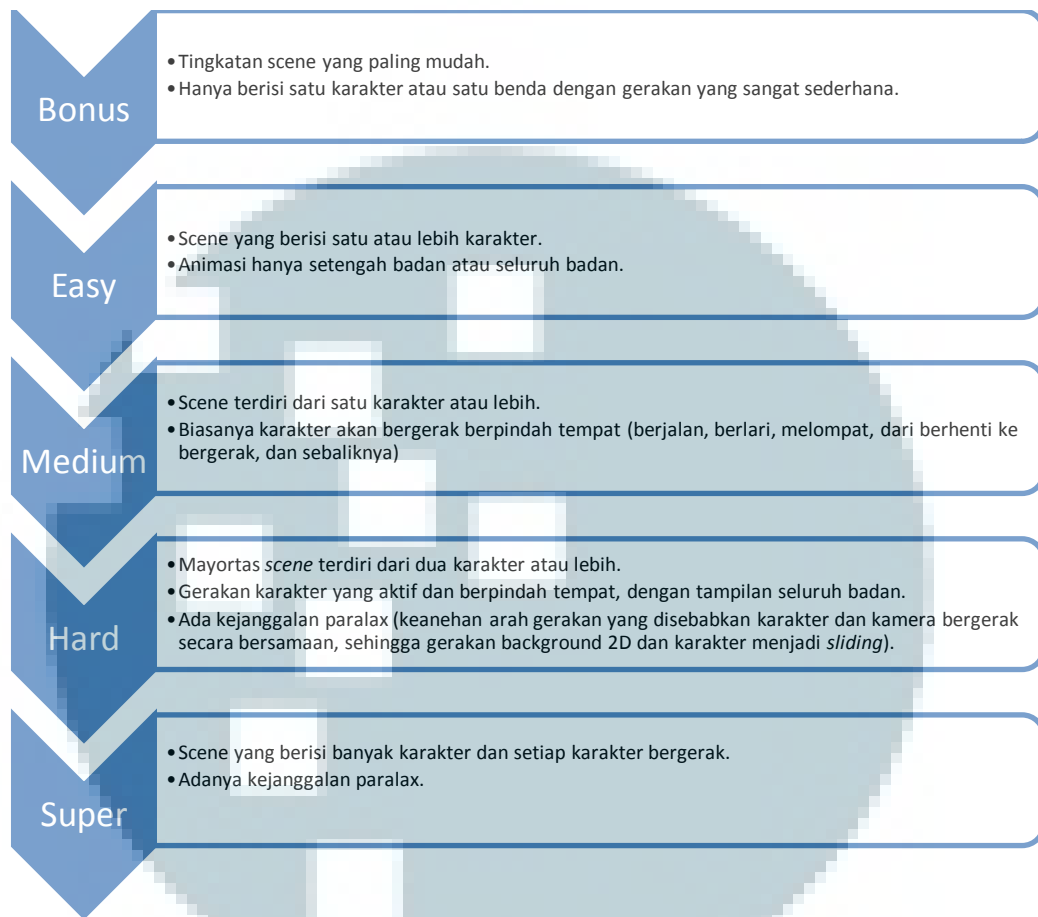 Bonus
•Tingkatan scene yang paling mudah.
•Hanya berisi satu karakter atau satu benda dengan gerakan yang sangat sederhana.
Easy
•Scene yang berisi satu atau lebih karakter.
•Animasi hanya setengah badan atau seluruh badan.
Medium
•Scene terdiri dari satu karakter atau lebih.
•Biasanya karakter akan bergerak berpindah tempat (berjalan, berlari, melompat, dari berhenti ke
bergerak, dan sebaliknya)
Hard
•Mayortas scene terdiri dari dua karakter atau lebih.
•Gerakan karakter yang aktif dan berpindah tempat, dengan tampilan seluruh badan.
•Ada kejanggalan paralax (keanehan arah gerakan yang disebabkan karakter dan kamera bergerak
secara bersamaan, sehingga gerakan background 2D dan karakter menjadi sliding).
Super
•Scene yang berisi banyak karakter dan setiap karakter bergerak.
•Adanya kejanggalan paralax.